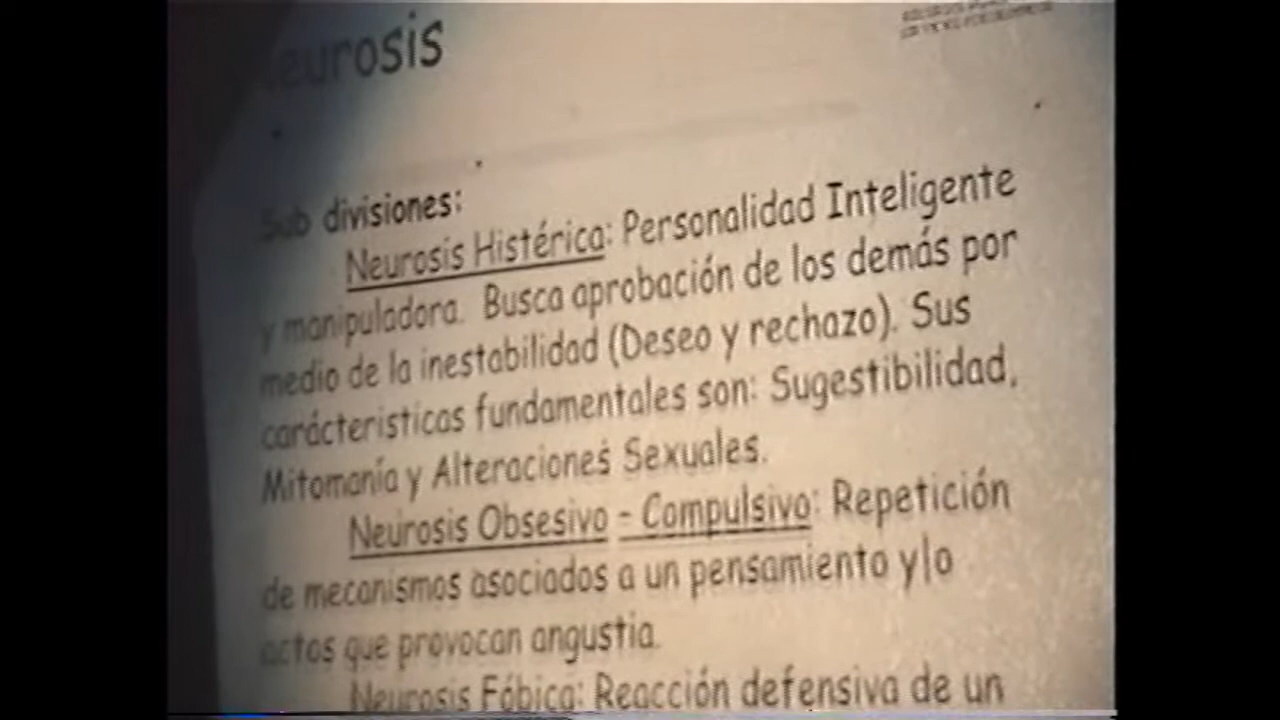 Neurosis
Sub divisiones:
Neurosis Histérica: Personalidad Inteligente
y manipuladora. Busca aprobación de los demás por
medio de la inestabilidad (Deseo y rechazo). Sus
carácteristicas fundamentales son: Sugestibilidad,
Mitomanía y Alteraciones Sexuales.
Neurosis Obsesivo - Compulsivo: Repetición
de mecanismos asociados a un pensamiento y/o
actos que provocan angustia.
Neurosis Fóbica: Reacción defensiva de un